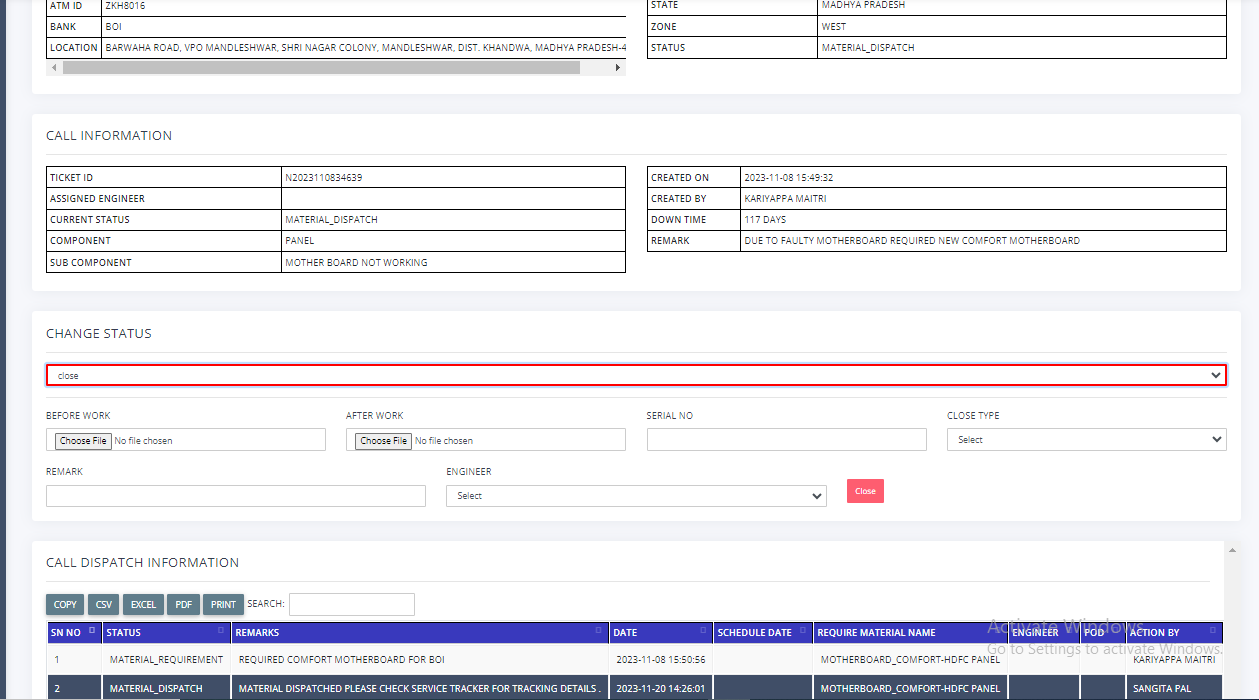 ATM ID ZKH8016
BANK BOI
LOCATION BARWAHA ROAD, VPO MANDLESHWAR, SHRI NAGAR COLONY, MANDLESHWAR, DIST. KHANDWA, MADHYA PRADESH-4
STATE MADHYA PRADESH
ZONE WEST
STATUS MATERIAL_DISPATCH
CALL INFORMATION
TICKET ID N2023110834639
ASSIGNED ENGINEER
CURRENT STATUS MATERIAL_DISPATCH
COMPONENT PANEL
SUB COMPONENT MOTHER BOARD NOT WORKING
CREATED ON 2023-11-08 15:49:32
CREATED BY KARIYAPPA MAITRI
DOWN TIME 117 DAYS
REMARK DUE TO FAULTY MOTHERBOARD REQUIRED NEW COMFORT MOTHERBOARD
CHANGE STATUS
close
BEFORE WORK AFTER WORK SERIAL NO CLOSE TYPE
Choose File No file chosen Choose File No file chosen Select
REMARK ENGINEER
Select Close
CALL DISPATCH INFORMATION
COPY CSV EXCEL PDF PRINT SEARCH:
SN NO STATUS REMARKS DATE SCHEDULE DATE REQUIRE MATERIAL NAME ENGINEER POD ACTION BY
1 MATERIAL_REQUIREMENT REQUIRED COMFORT MOTHERBOARD FOR BOI 2023-11-08 15:50:56 MOTHERBOARD_COMFORT-HDFC PANEL KARIYAPPA MAITRI
2 MATERIAL_DISPATCH MATERIAL DISPATCHED PLEASE CHECK SERVICE TRACKER FOR TRACKING DETAILS . 2023-11-20 14:26:01 MOTHERBOARD_COMFORT-HDFC PANEL SANGITA PAL
Activate Windows
Go to Settings to activate Windows.